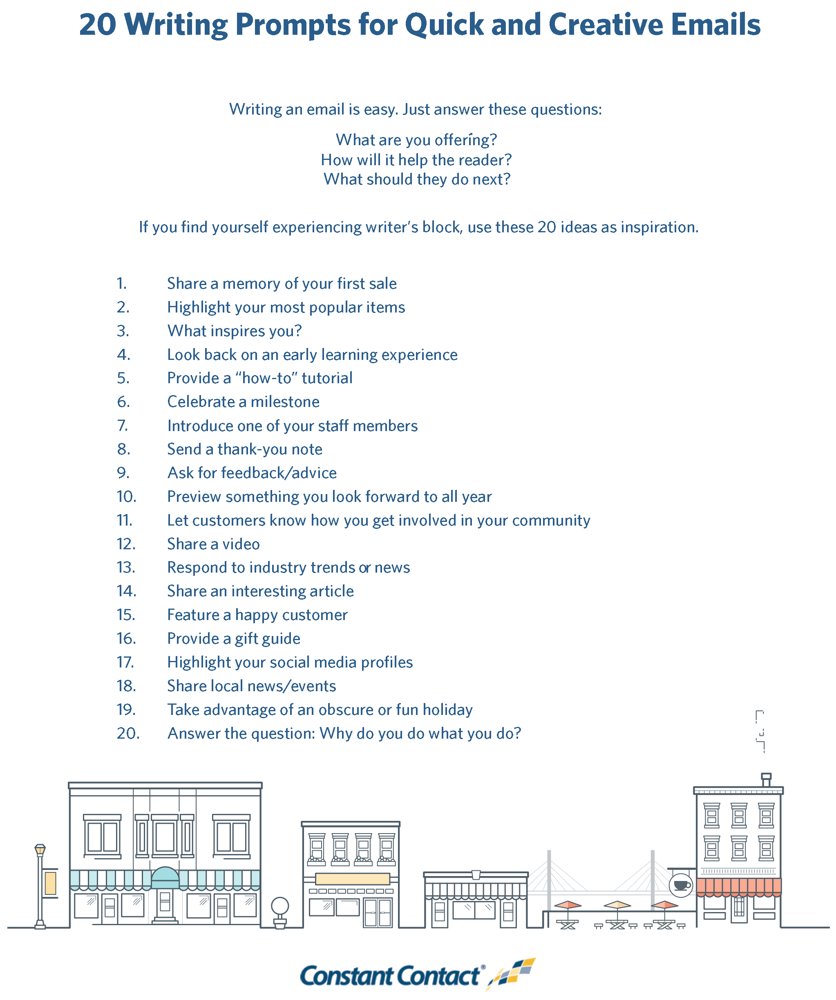 20 Writing Prompts for Quick and Creative Emails
Writing an email is easy. Just answer these questions:
What are you offering?
How will it help the reader?
What should they do next?
If you find yourself experiencing writer’s block, use these 20 ideas as inspiration.
1. Share a memory of your first sale
2. Highlight your most popular items
3. What inspires you?
4. Look back on an early learning experience
5. Provide a “how-to” tutorial
6. Celebrate a milestone
7. Introduce one of your staff members
8. Send a thank-you note
9. Ask for feedback/advice
10. Preview something you look forward to all year
11. Let customers know how you get involved in your community
12. Share a video
13. Respond to industry trends or news
14. Share an interesting article
15. Feature a happy customer
16. Provide a gift guide
17. Highlight your social media profiles
18. Share local news/events
19. Take advantage of an obscure or fun holiday
20. Answer the question: Why do you do what you do?
Constant Contact®